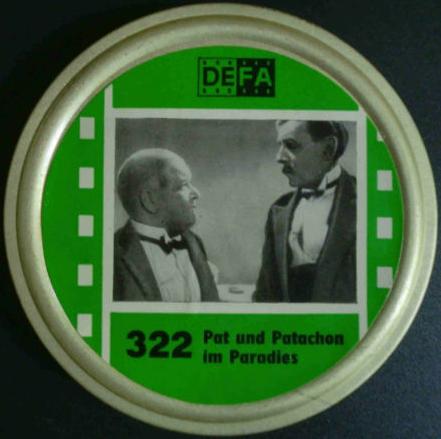 DEFA
322 Pat und Patachon
im Paradies